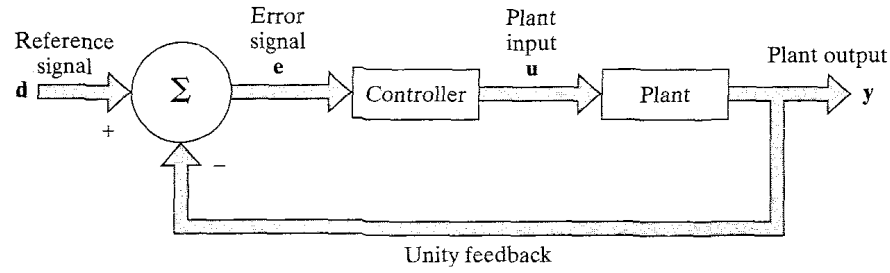 Reference
signal
d
+
Σ
−
Error
signal
e
Controller
Plant
input
u
Plant
Plant output
y
Unity feedback